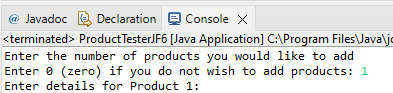 @ Javadoc Declaration Console
<terminated> ProductTesterJF6 [Java Application] C:\Program Files\Java\
Enter the number of products you would like to add
Enter 0 (zero) if you do not wish to add products: 1
Enter details for Product 1: